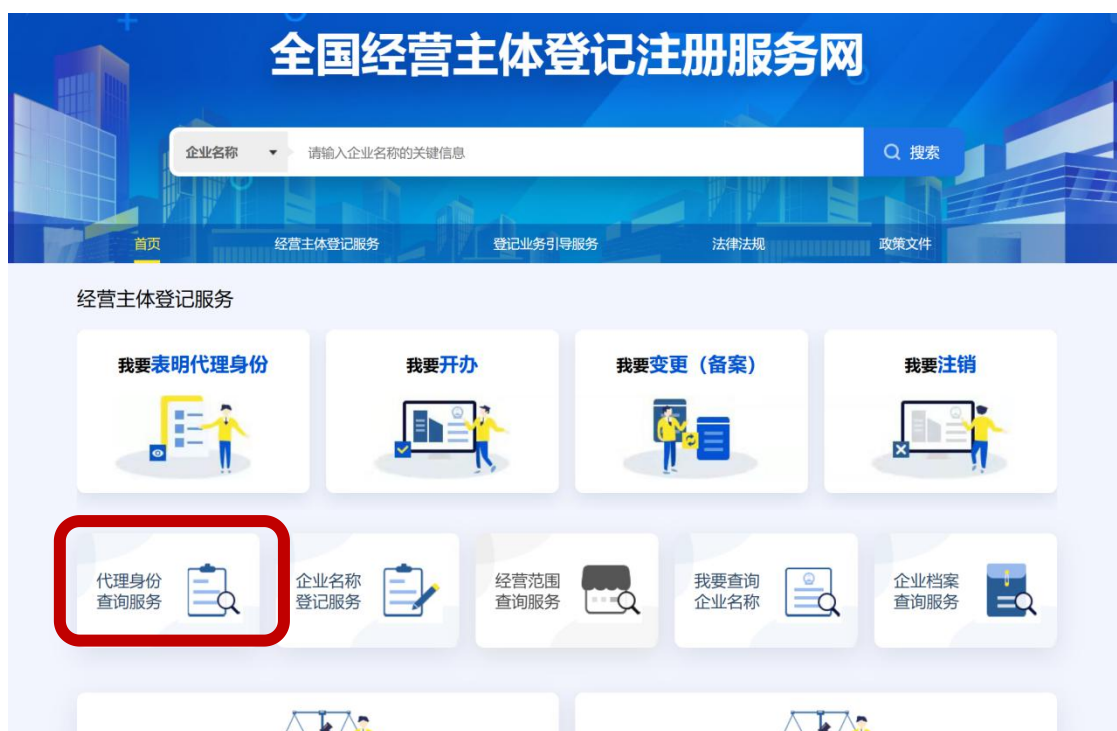 全国经营主体登记注册服务网
企业名称 请输入企业名称的关键信息 搜索
首页 经营主体登记服务 登记业务引导服务 法律法规 政策文件
经营主体登记服务
我要表明代理身份 我要开办 我要变更（备案） 我要注销
代理身份
查询服务
企业名称
登记服务
经营范围
查询服务
我要查询
企业名称
企业档案
查询服务